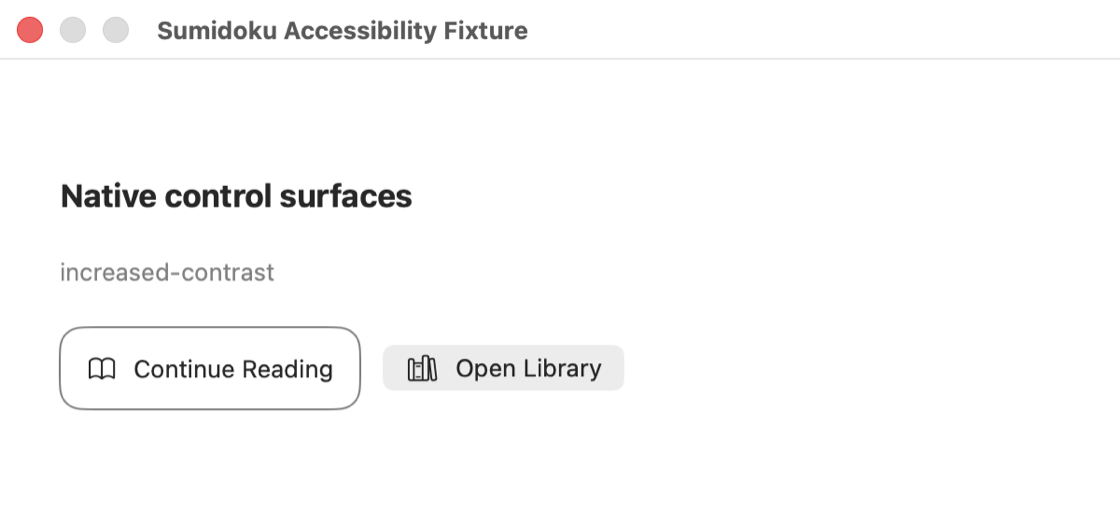 Sumidoku Accessibility Fixture
Native control surfaces
increased-contrast
Continue Reading
Open Library